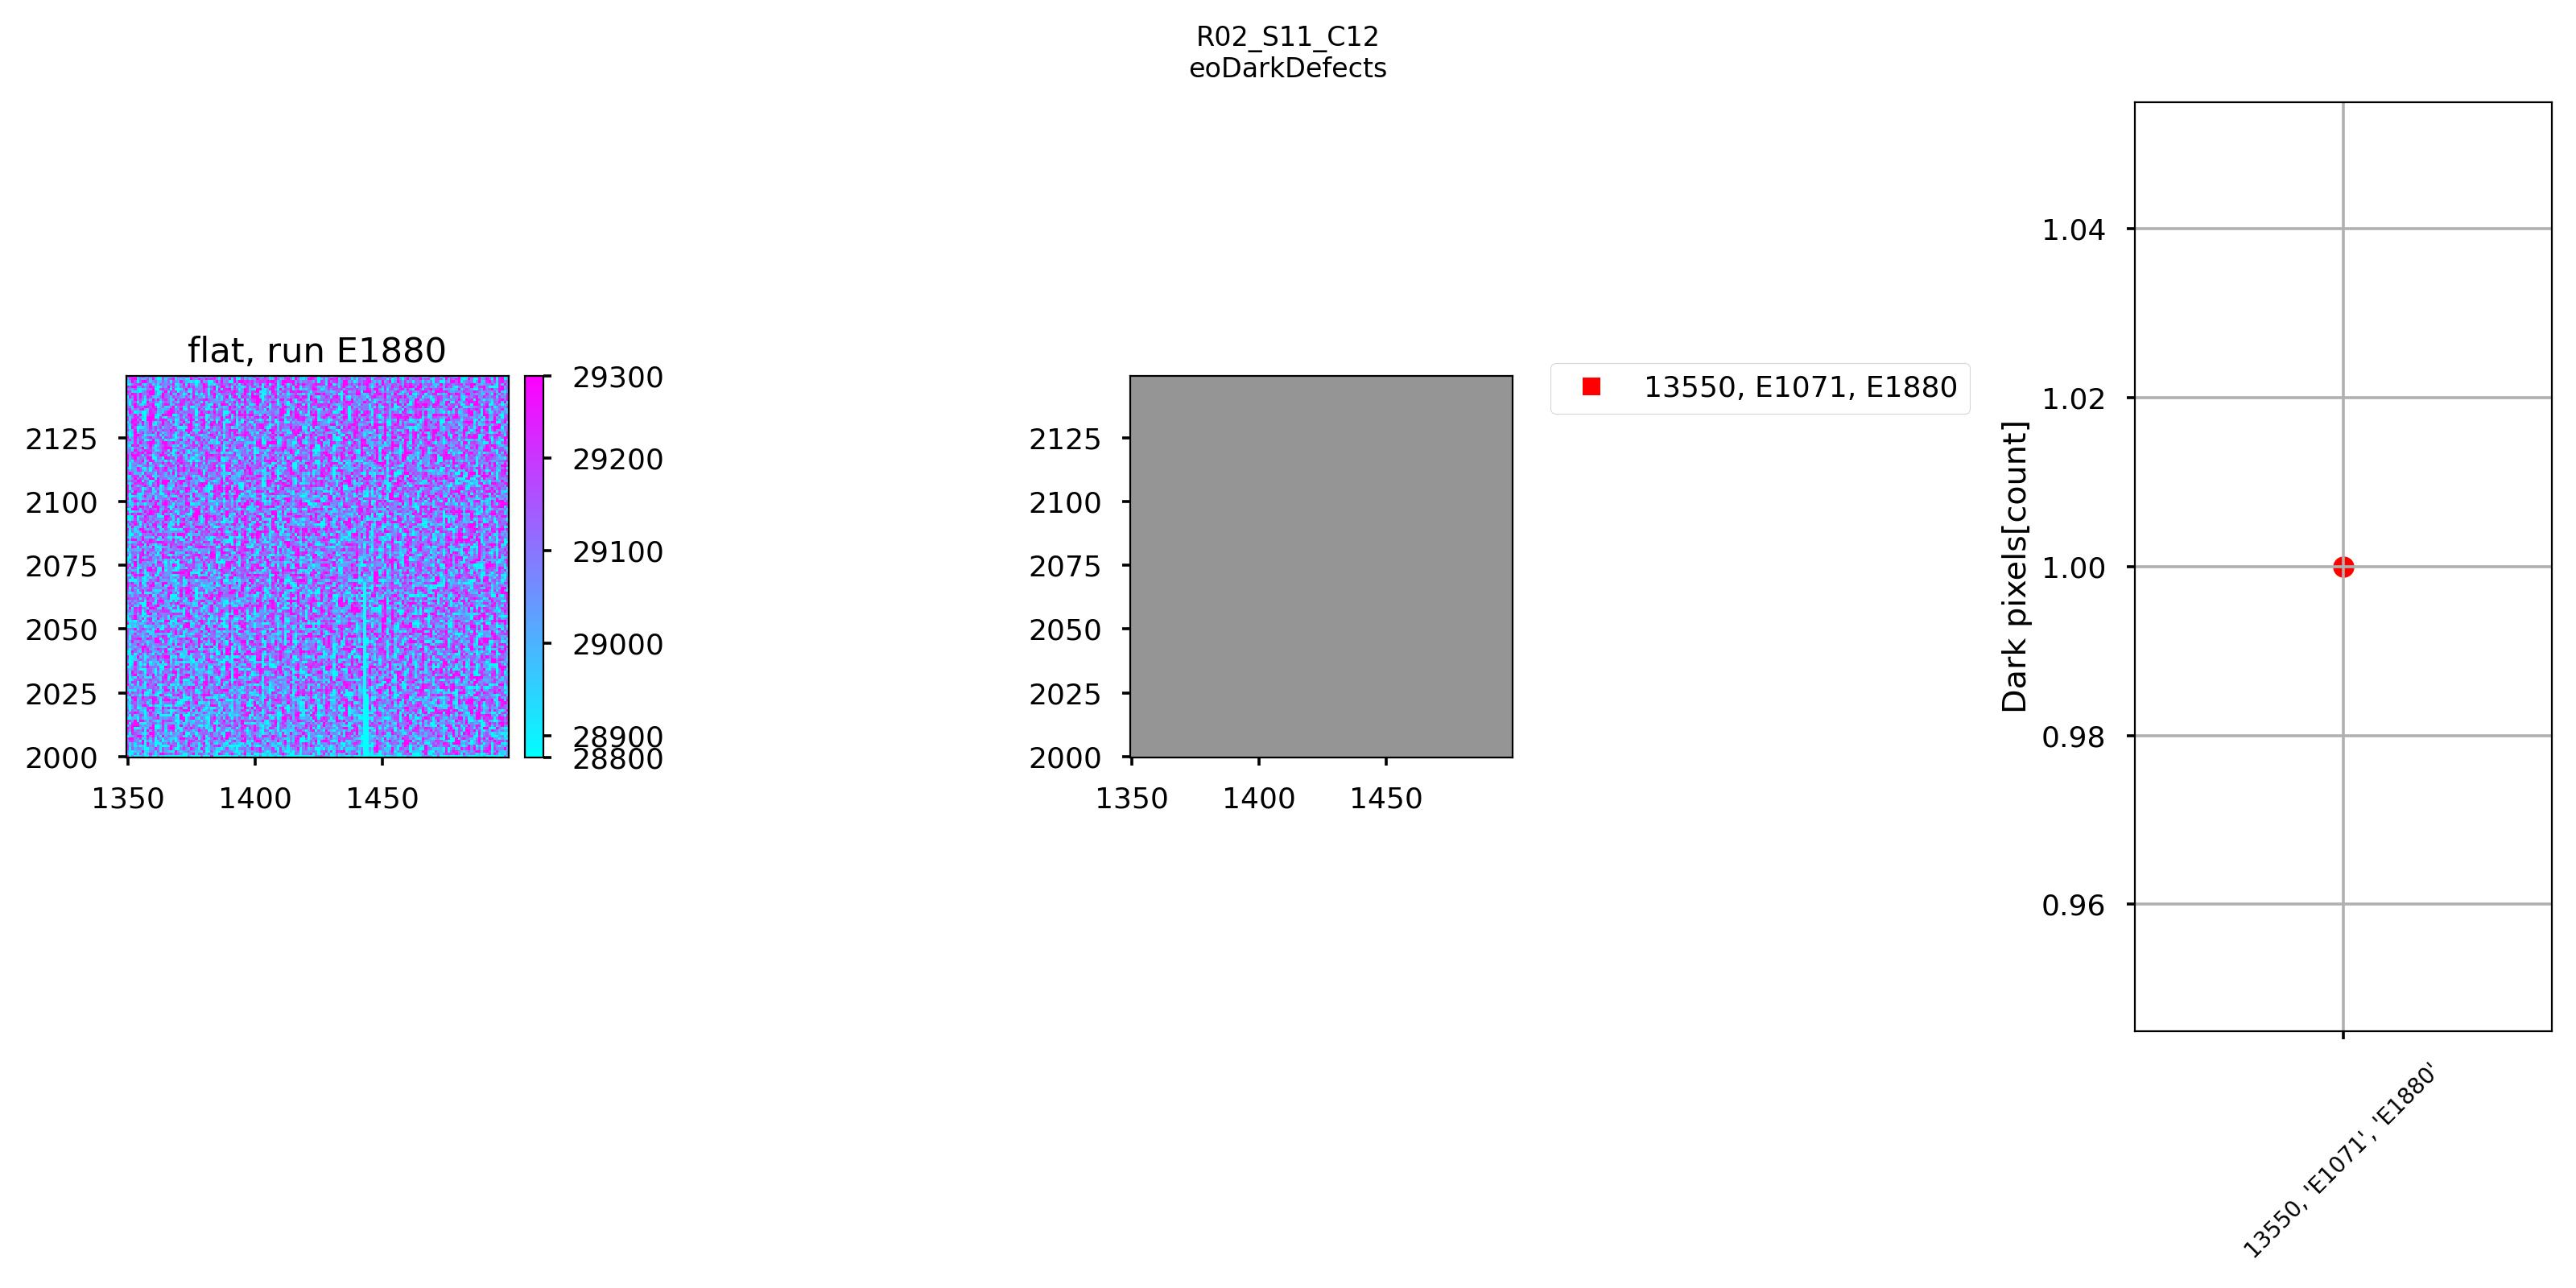 R02_S11_C12
eoDarkDefects
flat, run E1880
2125
2100
2075
2050
2025
2000
1350 1400 1450
29300
29200
29100
29000
28900
28800
2125
2100
2075
2050
2025
2000
1350 1400 1450
13550, E1071, E1880
Dark pixels[count]
1.04
1.02
1.00
0.98
0.96
13550, 'E1071', 'E1880'